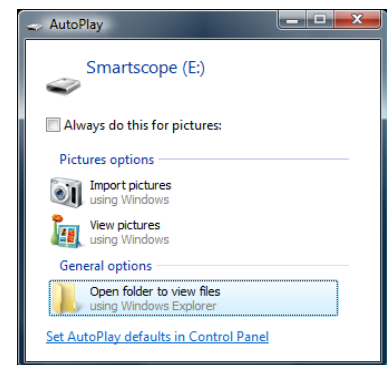 AutoPlay
Smartscope (E:)
Always do this for pictures:
Pictures options
Import pictures
using Windows
View pictures
using Windows
General options
Open folder to view files
using Windows Explorer
Set AutoPlay defaults in Control Panel